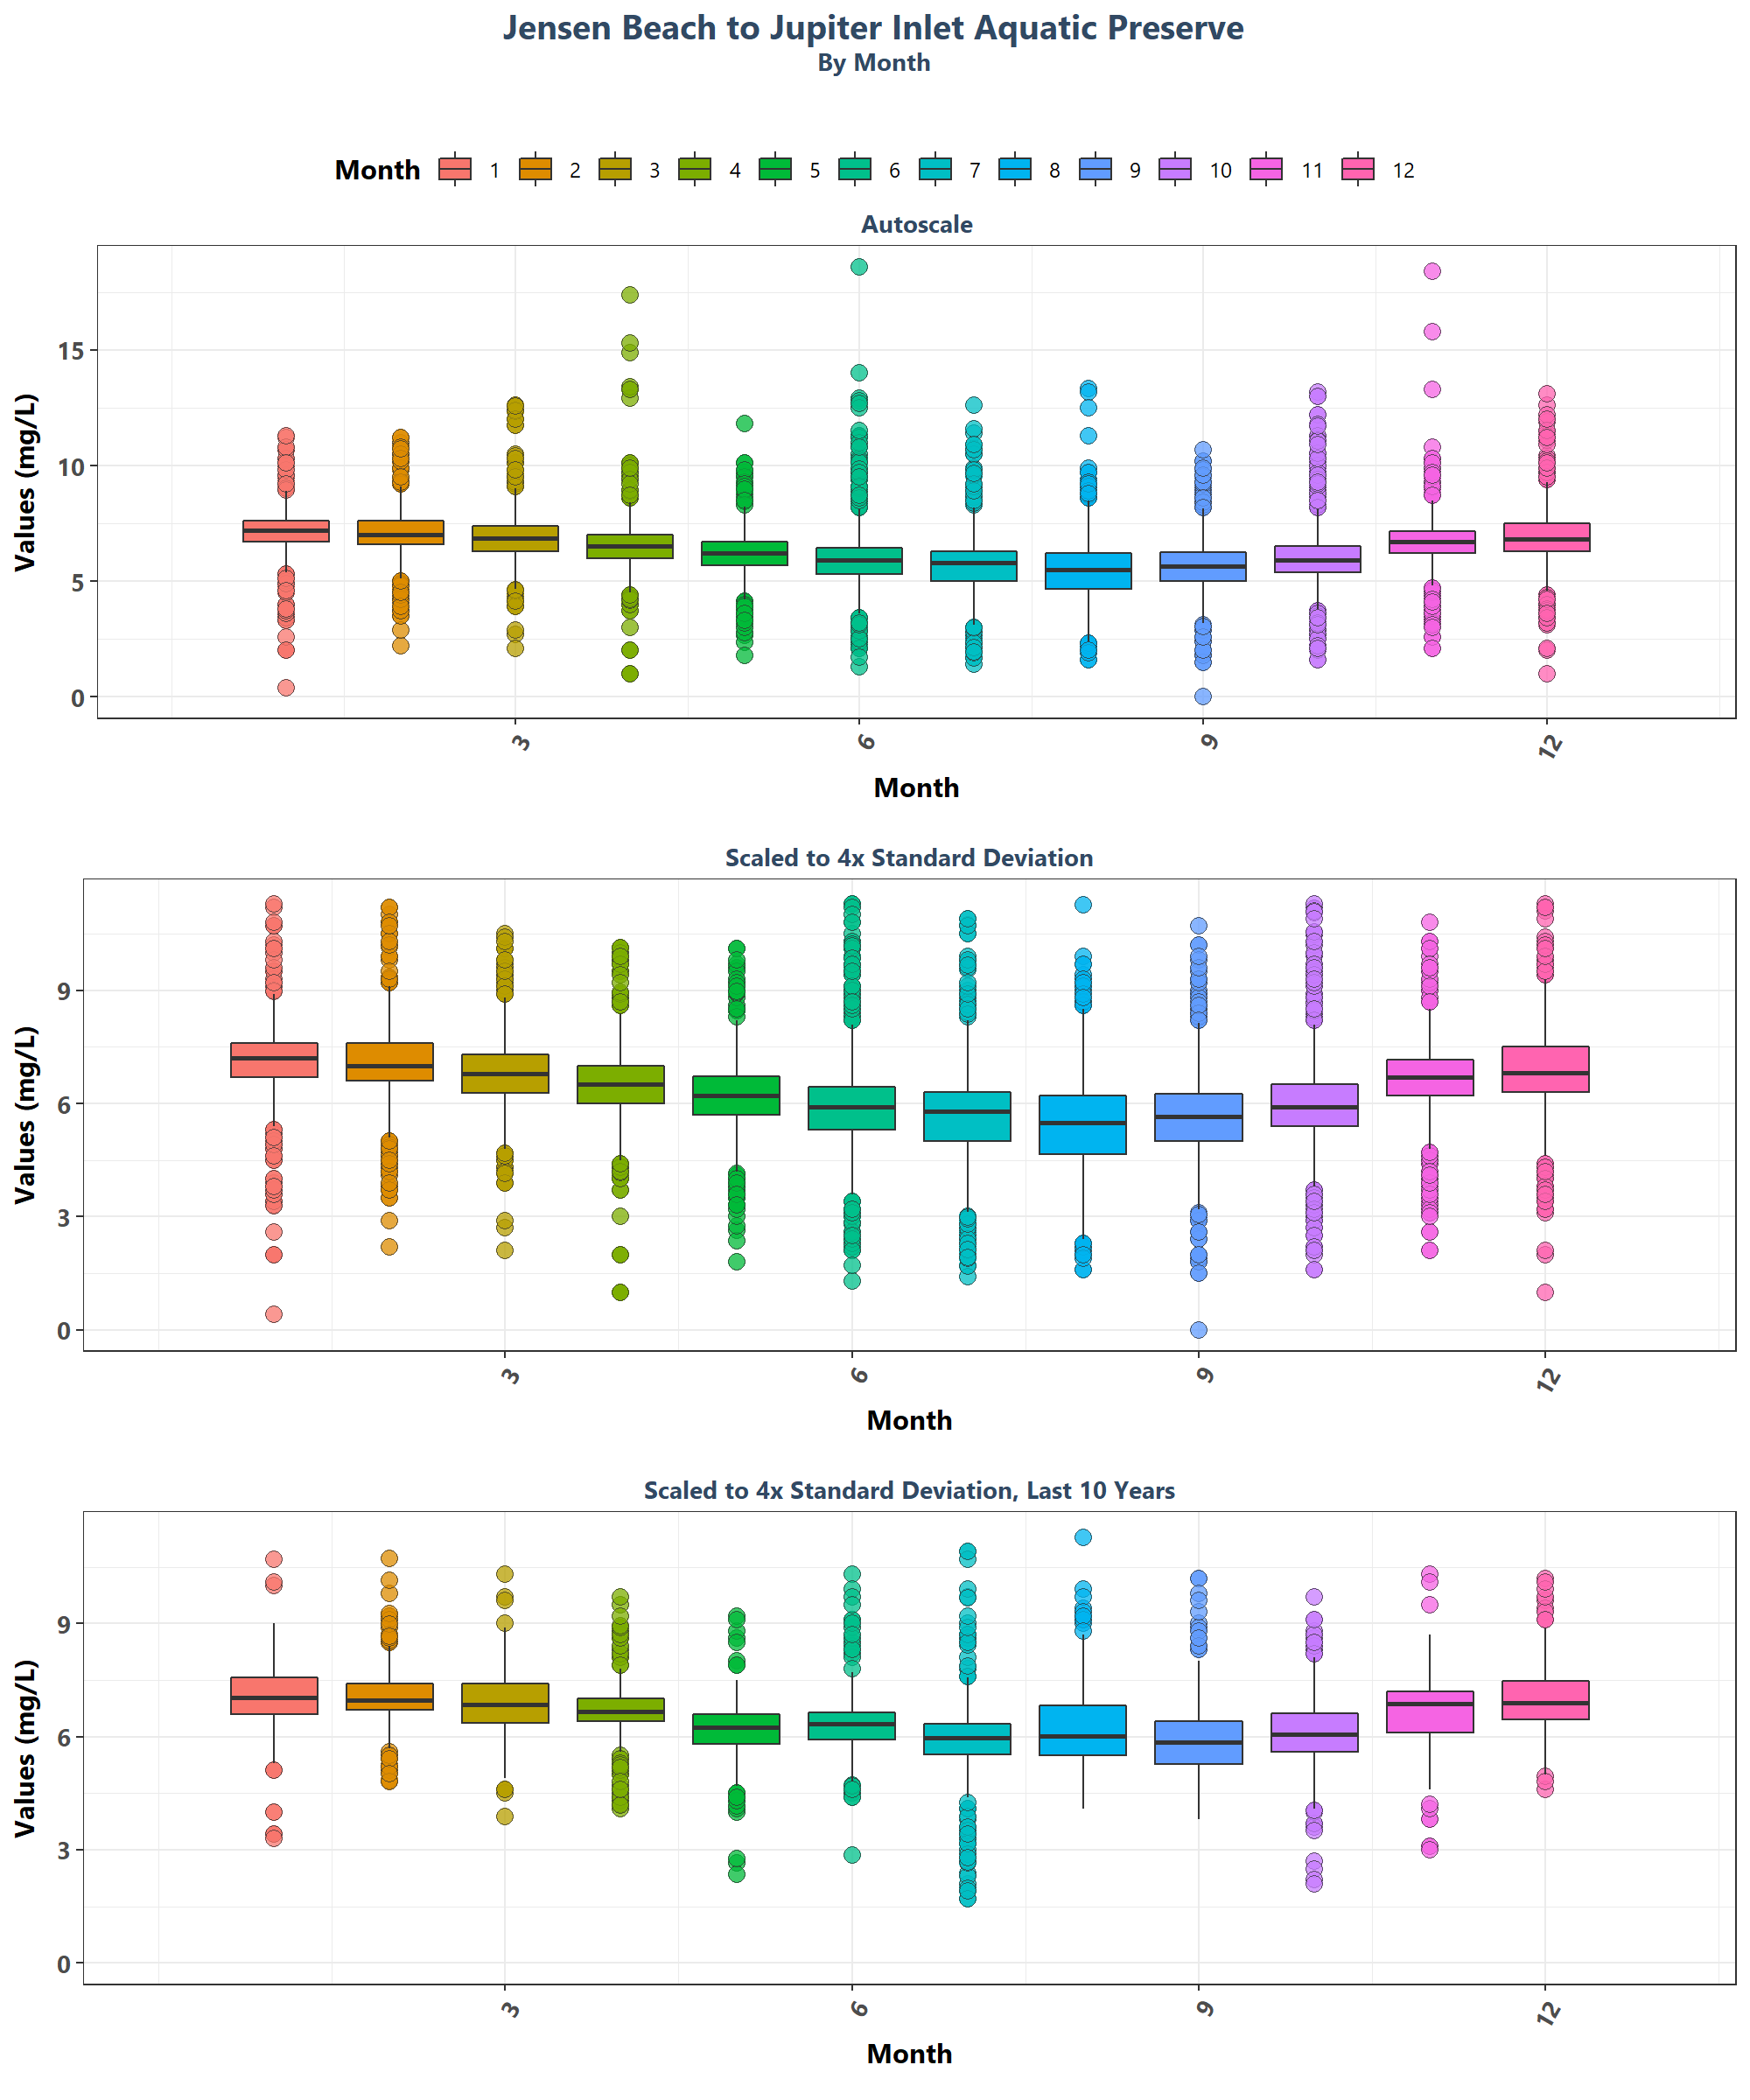 Jensen Beach to Jupiter Inlet Aquatic Preserve
By Month
Month 1 2 3 4 5 6 7 8 9 10 11 12
Autoscale
Values (mg/L)
15
10
5
0
3 6 9 12
Month
Scaled to 4x Standard Deviation
Values (mg/L)
9
6
3
0
3 6 9 12
Month
Scaled to 4x Standard Deviation, Last 10 Years
Values (mg/L)
9
6
3
0
3 6 9 12
Month